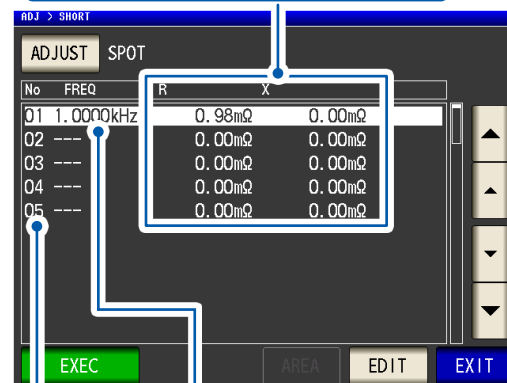 ADJ > SHORT
ADJUST SPOT
No FREQ R X
01 1.0000kHz 0.98mΩ 0.00mΩ
02 --- 0.00mΩ 0.00mΩ
03 --- 0.00mΩ 0.00mΩ
04 --- 0.00mΩ 0.00mΩ
05 --- 0.00mΩ 0.00mΩ
EXEC AREA EDIT EXIT